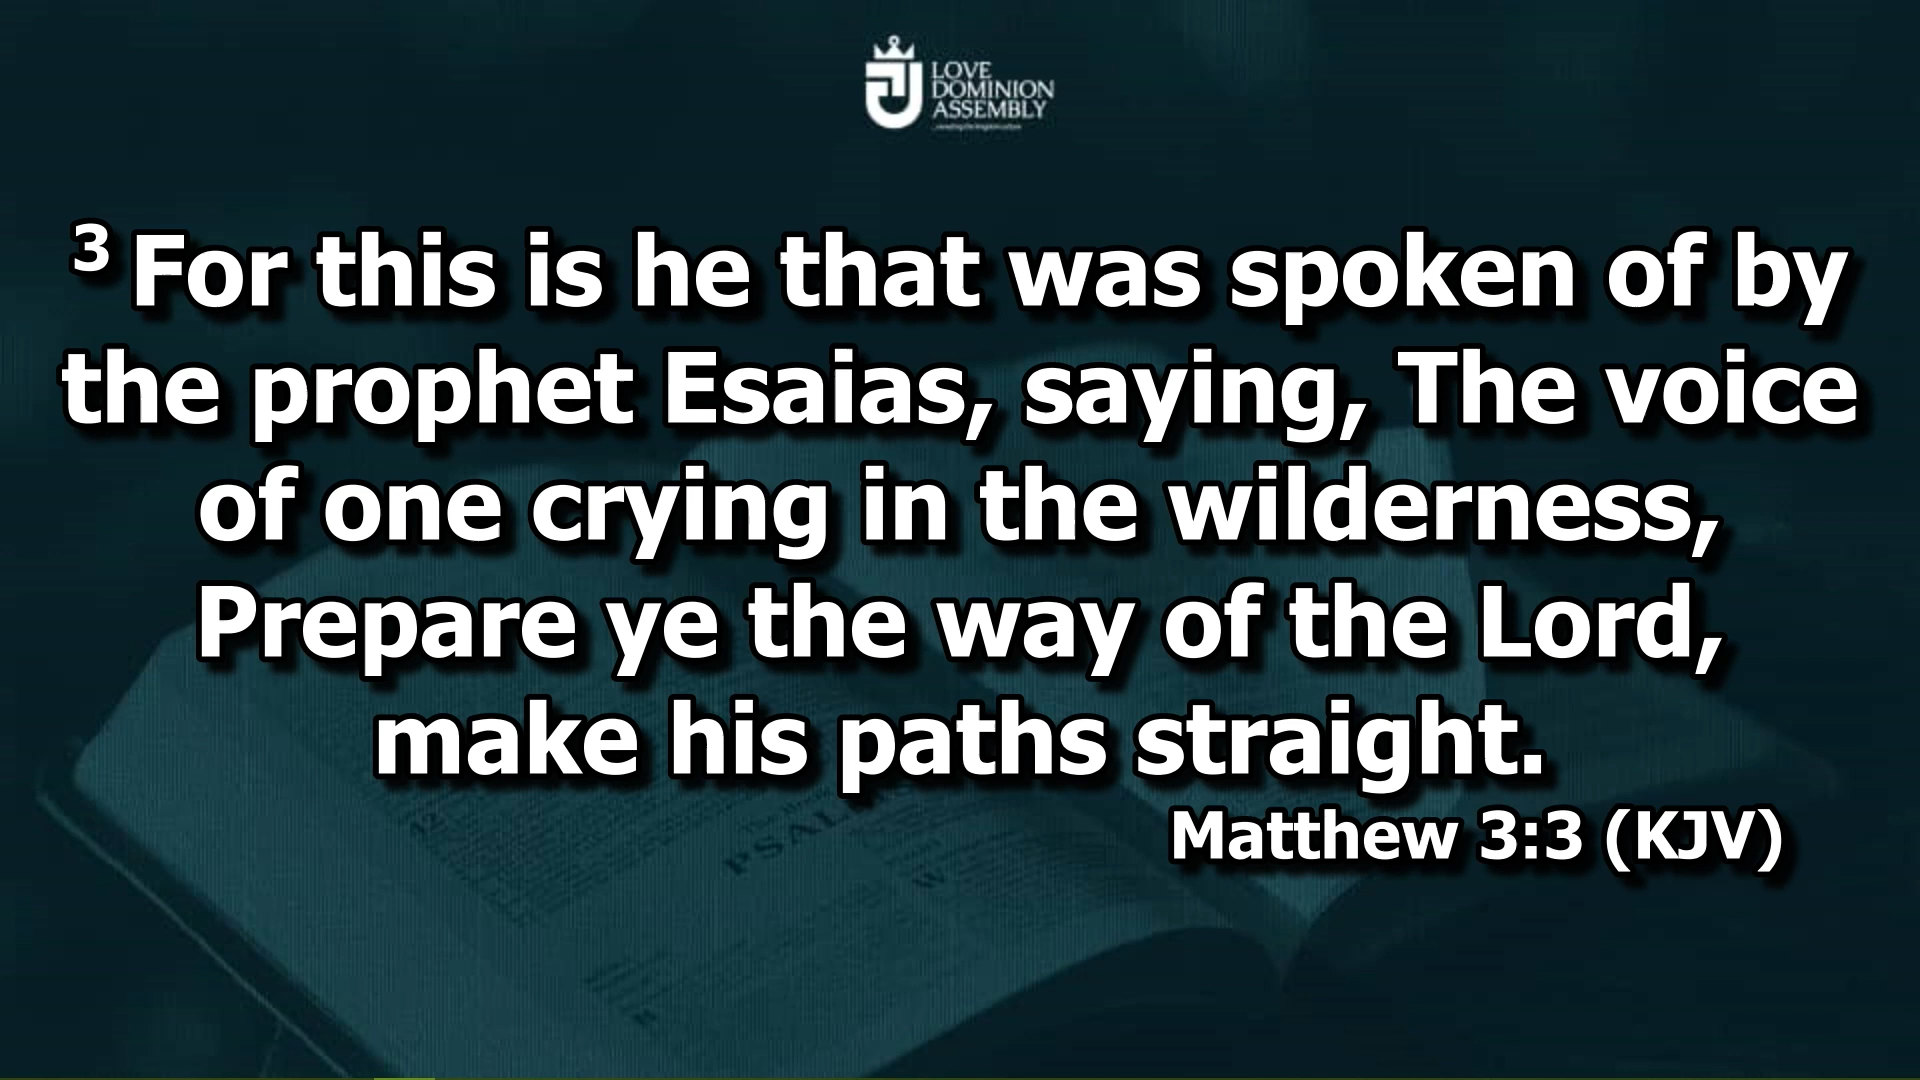 LOVE
DOMINION
ASSEMBLY
3 For this is he that was spoken of by
the prophet Esaias, saying, The voice
of one crying in the wilderness,
Prepare ye the way of the Lord,
make his paths straight.
Matthew 3:3 (KJV)
12
PSALMS
W